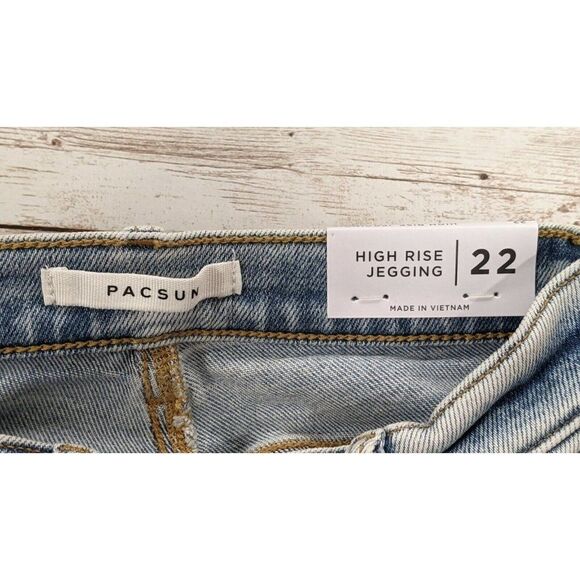 PACSUN
HIGH RISE
JEGGING
22
MADE IN VIETNAM